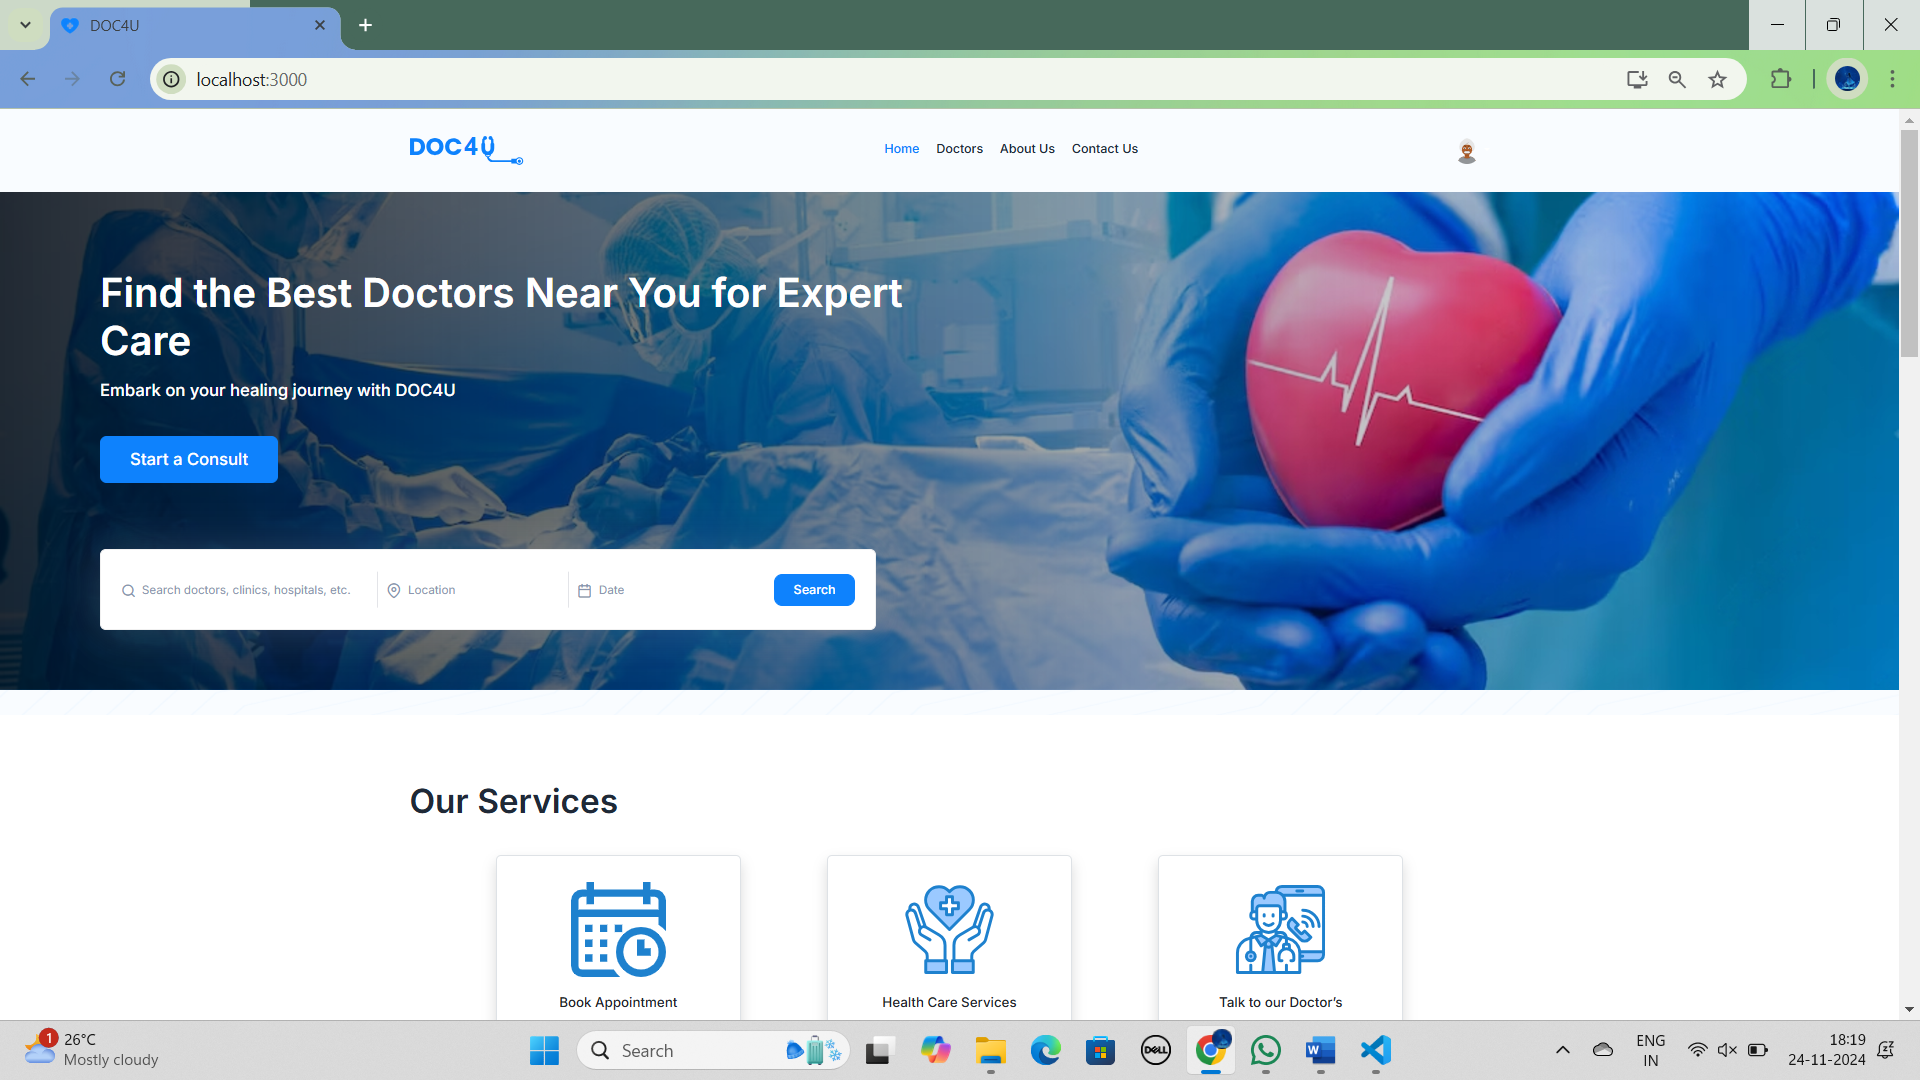 DOC4U
localhost:3000
DOC4U
Home Doctors About Us Contact Us
Find the Best Doctors Near You for Expert
Care
Embark on your healing journey with DOC4U
Start a Consult
Search doctors, clinics, hospitals, etc. Location Date Search
Our Services
Book Appointment Health Care Services Talk to our Doctor’s
1 26°C
Mostly cloudy
Search
DELL
W
ENG
IN
18:19
24-11-2024